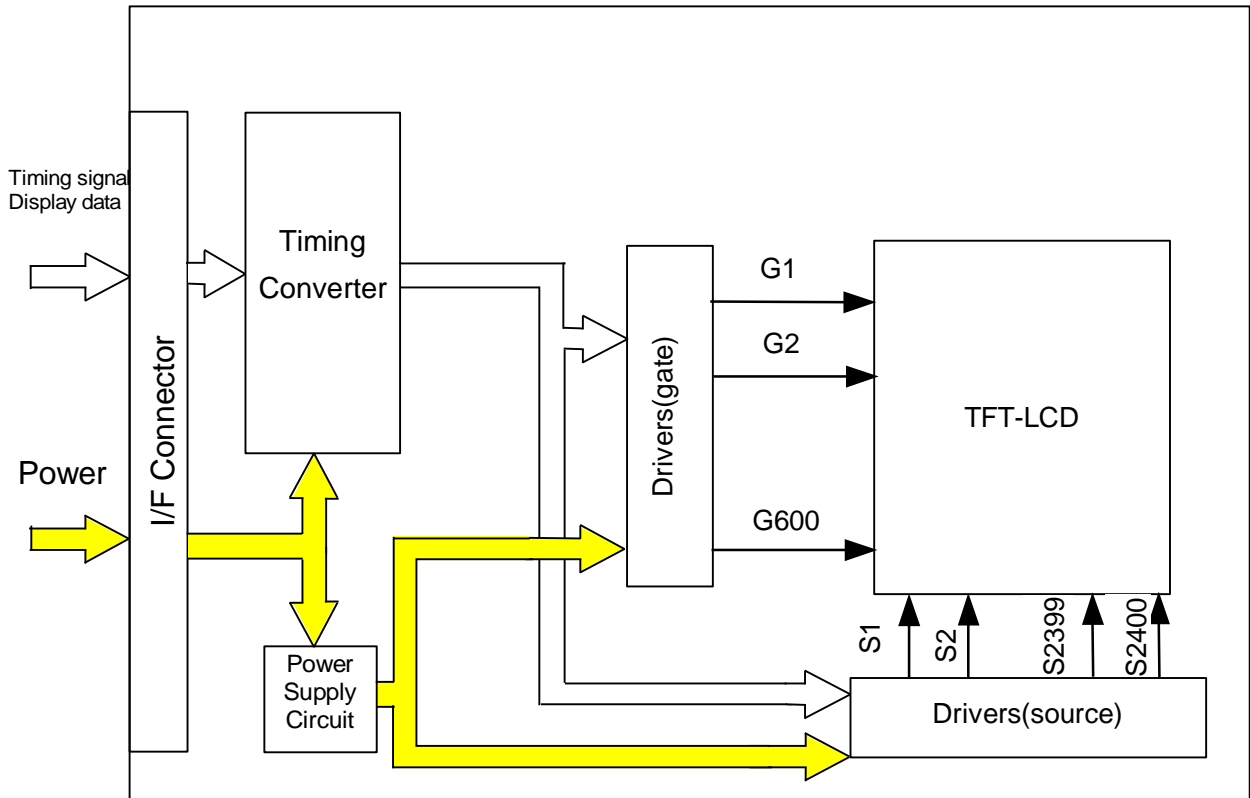 Timing signal
Display data
Power
I/F Connector
Timing
Converter
Power
Supply
Circuit
Drivers(gate)
G1
G2
G600
TFT-LCD
S1
S2
S2399
S2400
Drivers(source)